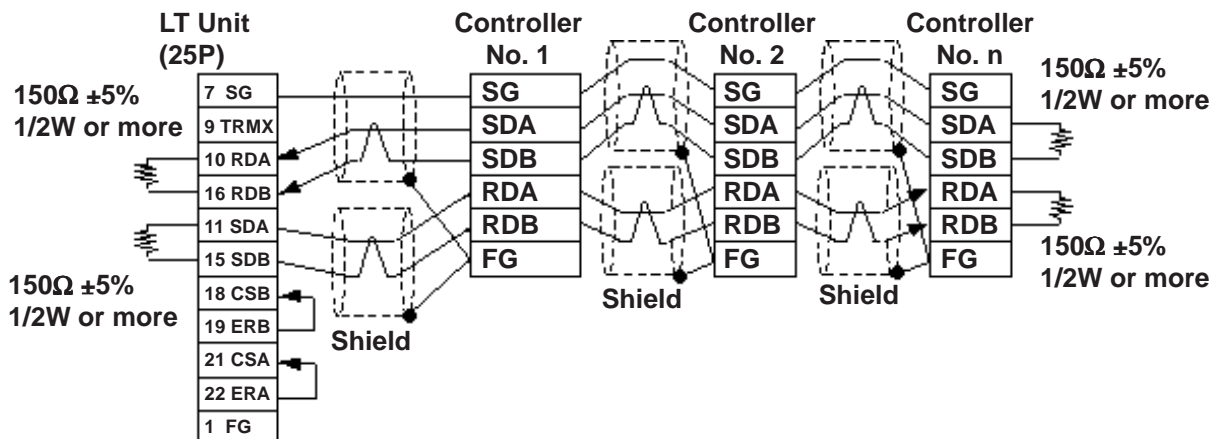 LT Unit
(25P)
150Ω ±5%
1/2W or more
7 SG
9 TRMX
10 RDA
16 RDB
11 SDA
15 SDB
18 CSB
19 ERB
21 CSA
22 ERA
1 FG
150Ω ±5%
1/2W or more
Shield
Controller
No. 1
SG
SDA
SDB
RDA
RDB
FG
Shield
Controller
No. 2
SG
SDA
SDB
RDA
RDB
FG
Shield
Controller
No. n
SG
SDA
SDB
RDA
RDB
FG
150Ω ±5%
1/2W or more
150Ω ±5%
1/2W or more